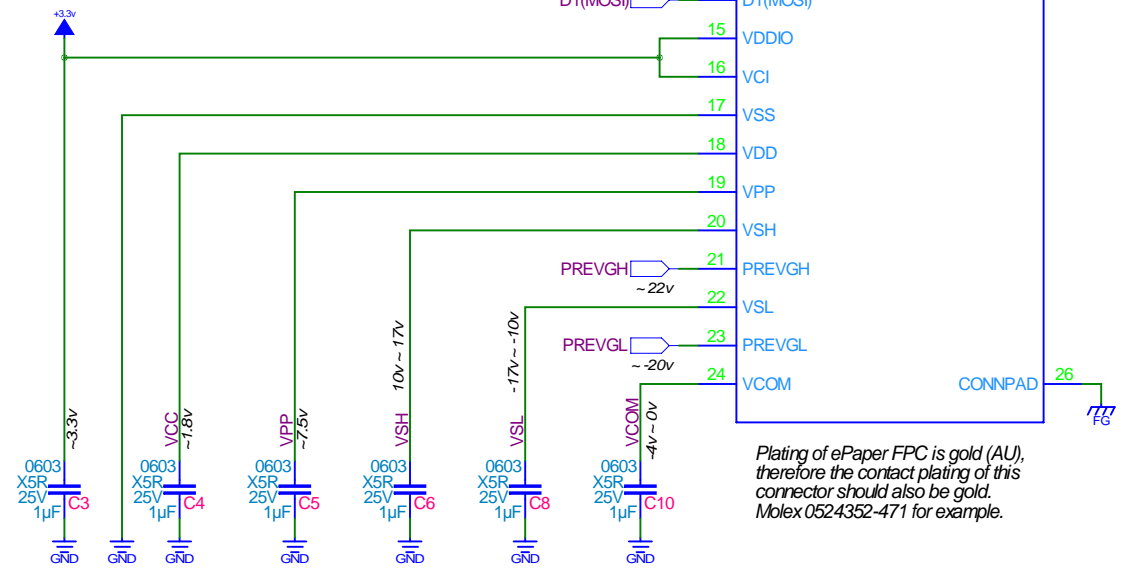 +3.3v
D1(MOSI) D1(MOSI)
15 VDDIO
16 VCI
17 VSS
18 VDD
19 VPP
20 VSH
PREVGH 21 PREVGH
~22v
22 VSL
PREVGL 23 PREVGL
~-20v
24 VCOM
CONNPAD 26
FG
~3.3v
VCC ~1.8v
VPP ~7.5v
VSH 10v ~ 17v
VSL -17v ~ -10v
VCOM -4v ~ 0v
Plating of ePaper FPC is gold (AU),
therefore the contact plating of this
connector should also be gold.
Molex 0524352-471 for example.
0603 X5R 25V 1µF C3
0603 X5R 25V 1µF C4
0603 X5R 25V 1µF C5
0603 X5R 25V 1µF C6
0603 X5R 25V 1µF C8
0603 X5R 25V 1µF C10
GND GND GND GND GND GND GND